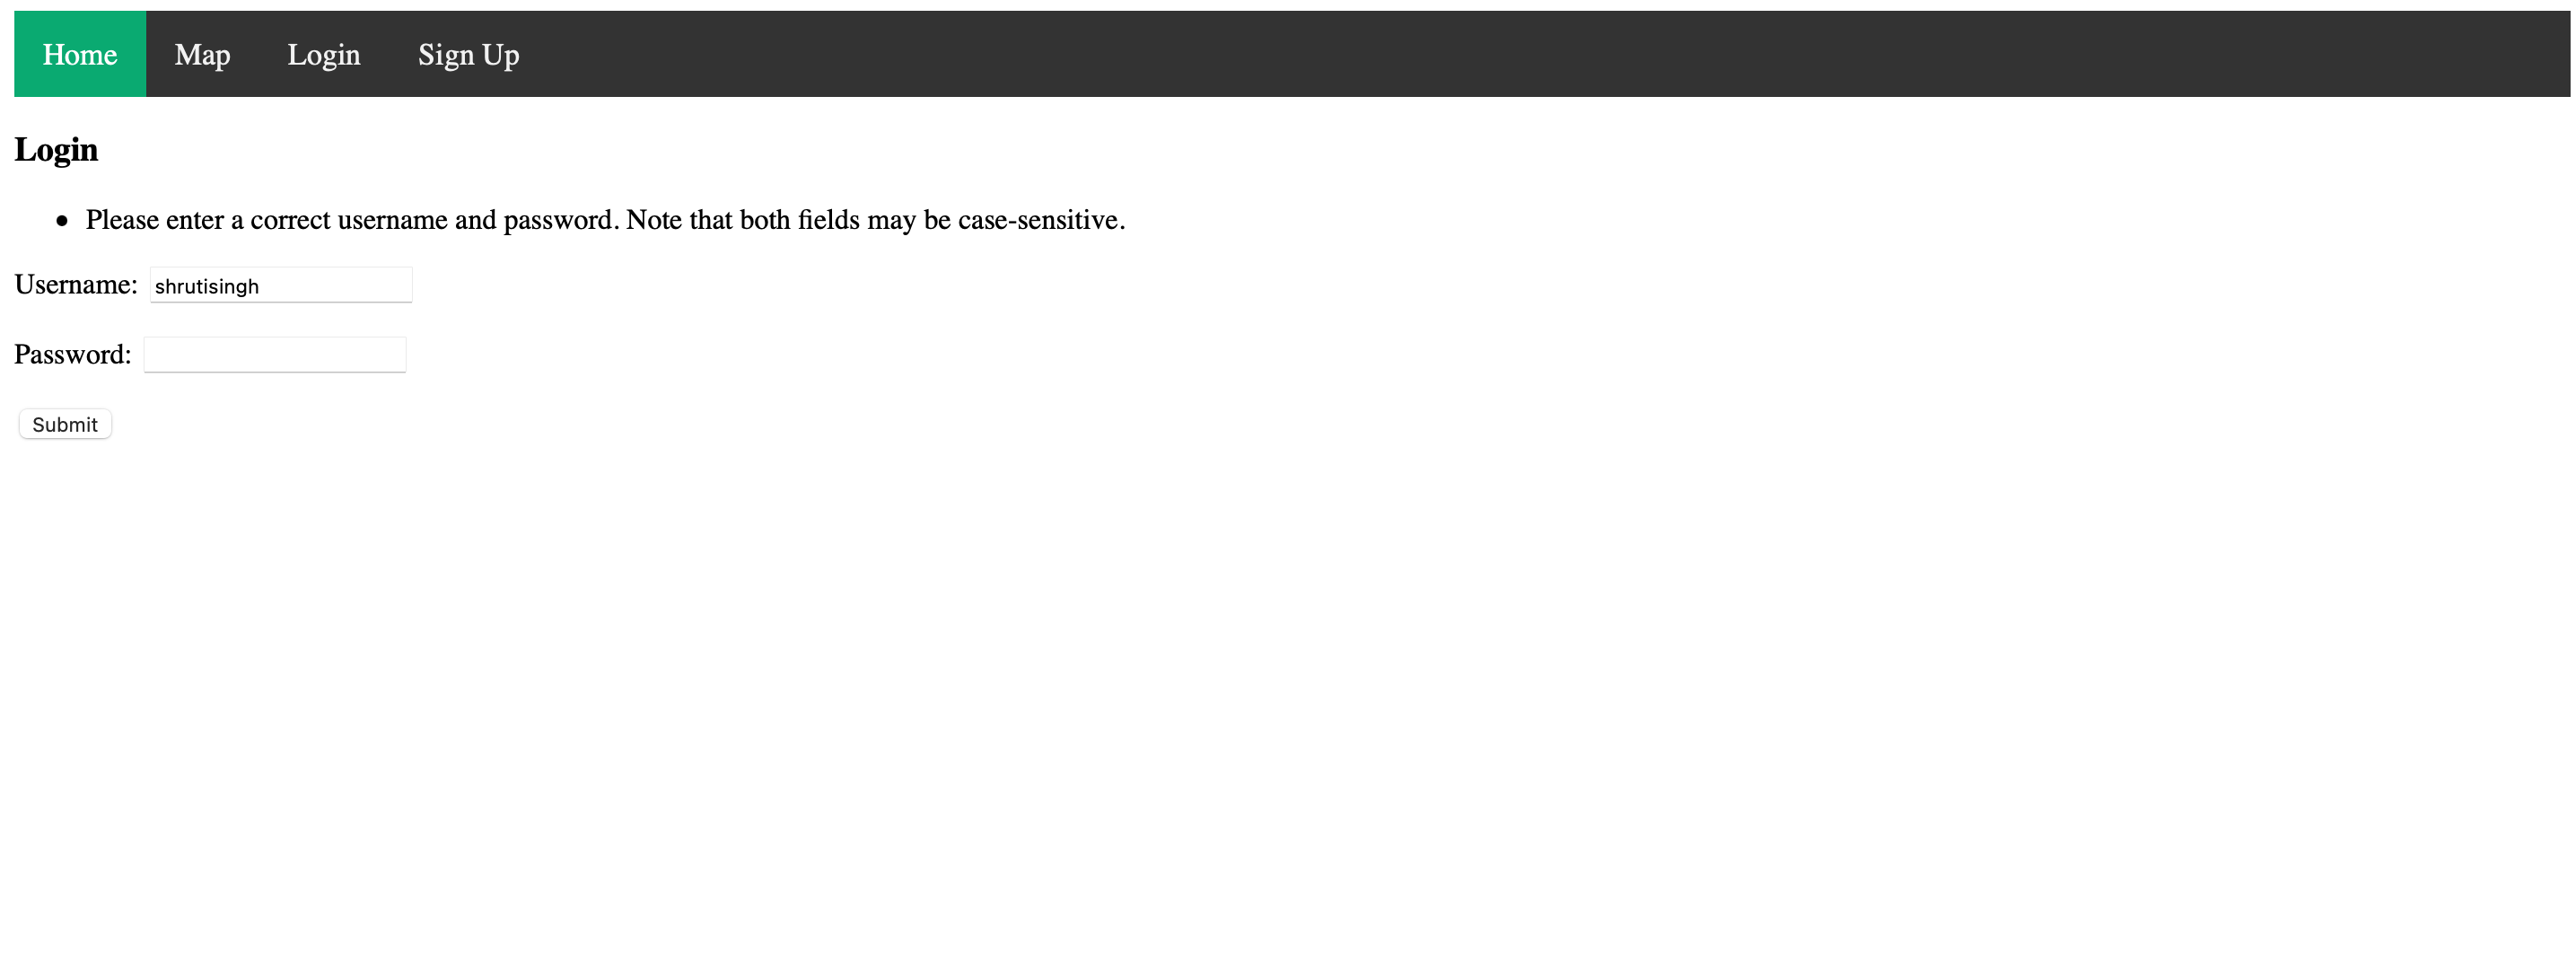 Home Map Login Sign Up
Login
• Please enter a correct username and password. Note that both fields may be case-sensitive.
Username: shrutisingh
Password:
Submit